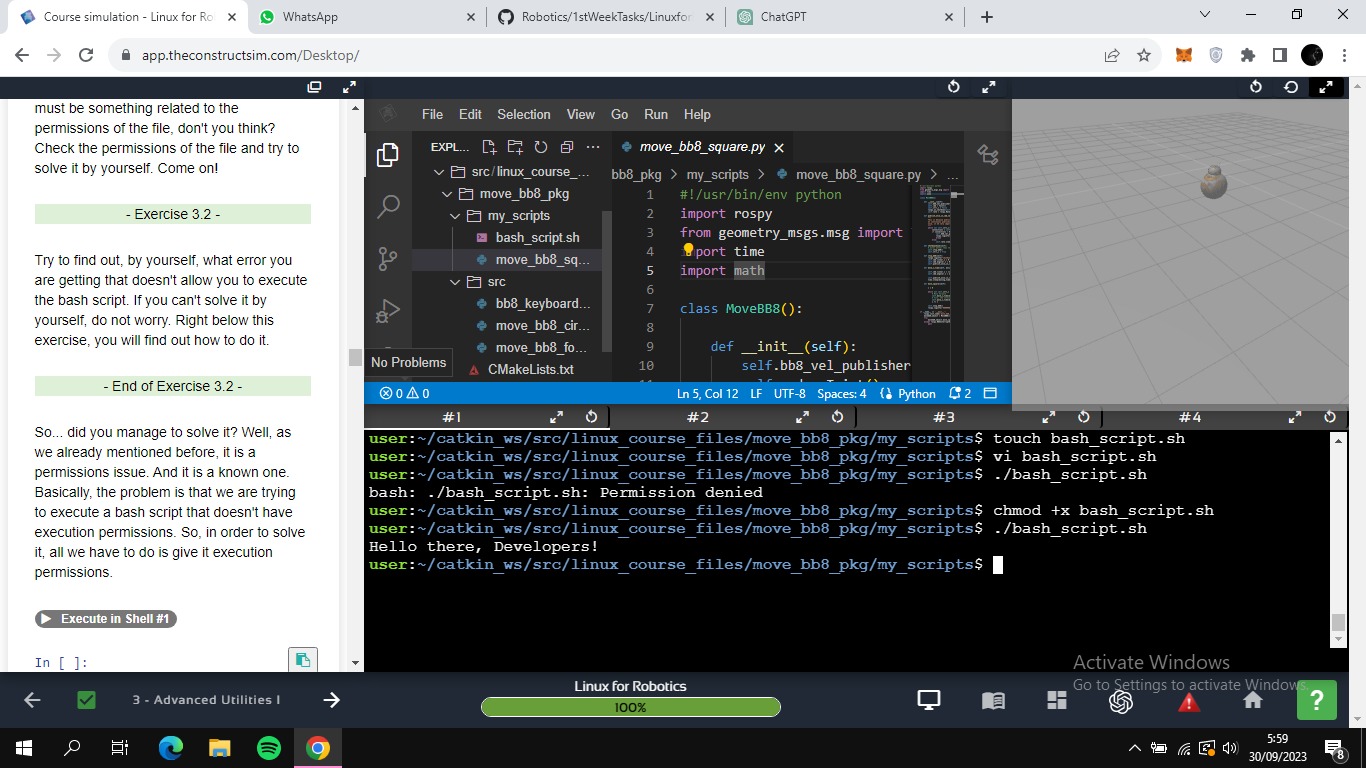 Course simulation - Linux for Ro
WhatsApp
Robotics/1stWeekTasks/Linuxfor
ChatGPT
app.theconstructsim.com/Desktop/
must be something related to the
permissions of the file, don't you think?
Check the permissions of the file and try to
solve it by yourself. Come on!
- Exercise 3.2 -
Try to find out, by yourself, what error you
are getting that doesn't allow you to execute
the bash script. If you can't solve it by
yourself, do not worry. Right below this
exercise, you will find out how to do it.
- End of Exercise 3.2 -
So... did you manage to solve it? Well, as
we already mentioned before, it is a
permissions issue. And it is a known one.
Basically, the problem is that we are trying
to execute a bash script that doesn't have
execution permissions. So, in order to solve
it, all we have to do is give it execution
permissions.
Execute in Shell #1
In [ ]:
File Edit Selection View Go Run Help
EXPL...
src/linux_course_...
move_bb8_pkg
my_scripts
bash_script.sh
move_bb8_sq...
src
bb8_keyboard...
move_bb8_cir...
move_bb8_fo...
CMakeLists.txt
No Problems
move_bb8_square.py
bb8_pkg > my_scripts > move_bb8_square.py > ...
1 #!/usr/bin/env python
2 import rospy
3 from geometry_msgs.msg import
4 port time
5 import math
6
7 class MoveBB8():
8
9 def __init__(self):
10 self.bb8_vel_publisher
0 0 Ln 5, Col 12 LF UTF-8 Spaces: 4 Python 2
#1 #2 #3 #4
user:~/catkin_ws/src/linux_course_files/move_bb8_pkg/my_scripts$ touch bash_script.sh
user:~/catkin_ws/src/linux_course_files/move_bb8_pkg/my_scripts$ vi bash_script.sh
user:~/catkin_ws/src/linux_course_files/move_bb8_pkg/my_scripts$ ./bash_script.sh
bash: ./bash_script.sh: Permission denied
user:~/catkin_ws/src/linux_course_files/move_bb8_pkg/my_scripts$ chmod +x bash_script.sh
user:~/catkin_ws/src/linux_course_files/move_bb8_pkg/my_scripts$ ./bash_script.sh
Hello there, Developers!
user:~/catkin_ws/src/linux_course_files/move_bb8_pkg/my_scripts$
Activate Windows
Go to Settings to activate Windows.
3 - Advanced Utilities I
Linux for Robotics
100%
?
5:59
30/09/2023
8